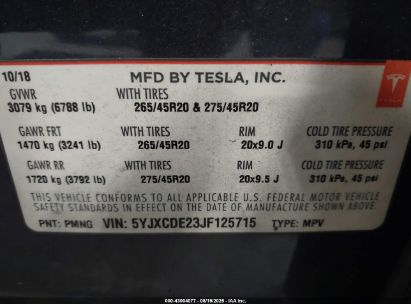 10/18 MFD BY TESLA, INC.
TESLA
GVWR WITH TIRES
3079 kg (6788 lb) 265/45R20 & 275/45R20
GAWR FRT WITH TIRES RIM COLD TIRE PRESSURE
1470 kg (3241 lb) 265/45R20 20x9.0 J 310 kPa, 45 psi
GAWR RR WITH TIRES RIM COLD TIRE PRESSURE
1720 kg (3792 lb) 275/45R20 20x9.5 J 310 kPa, 45 psi
THIS VEHICLE CONFORMS TO ALL APPLICABLE U.S. FEDERAL MOTOR VEHICLE
SAFETY STANDARDS IN EFFECT ON THE DATE OF MANUFACTURE SHOWN ABOVE.
PNT: PMNG VIN: 5YJXCDE23JF125715 TYPE: MPV